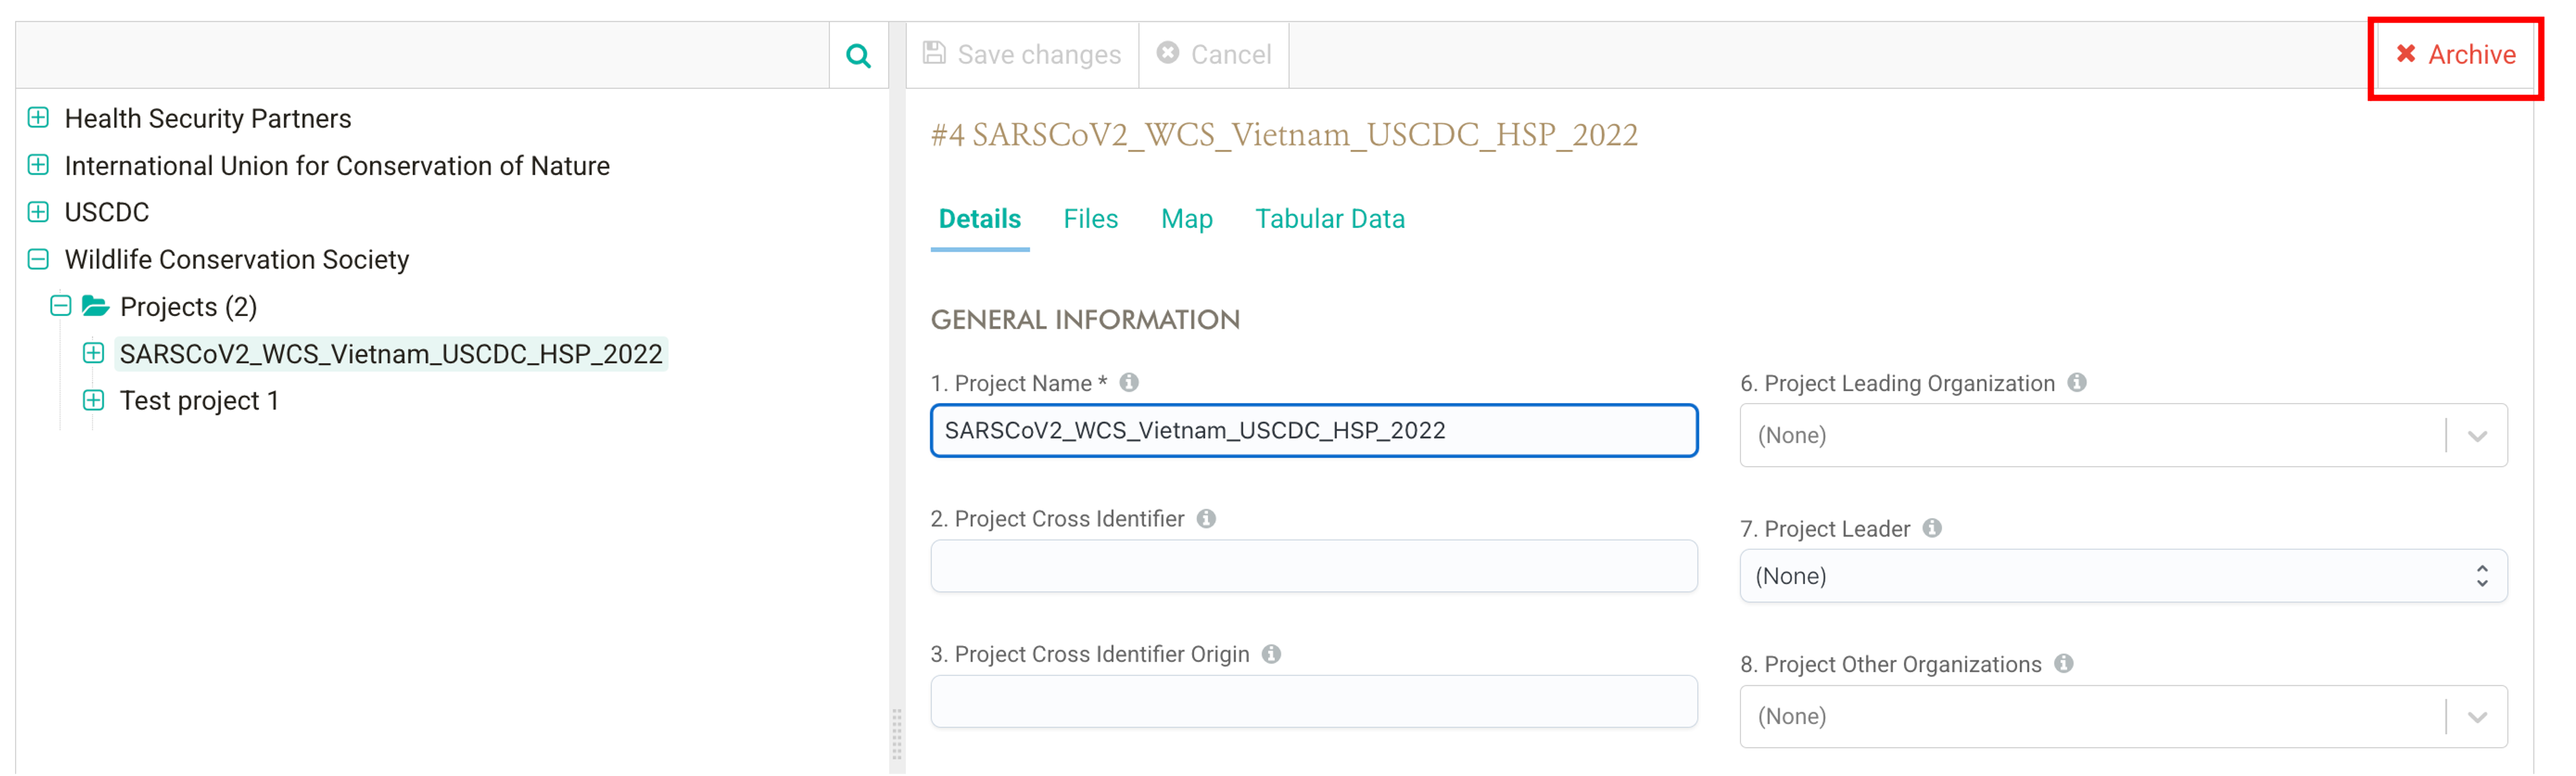 Save changes
Cancel
Archive
Health Security Partners
International Union for Conservation of Nature
USCDC
Wildlife Conservation Society
Projects (2)
SARSCoV2_WCS_Vietnam_USCDC_HSP_2022
Test project 1
#4 SARSCoV2_WCS_Vietnam_USCDC_HSP_2022
Details Files Map Tabular Data
GENERAL INFORMATION
1. Project Name *
SARSCoV2_WCS_Vietnam_USCDC_HSP_2022
2. Project Cross Identifier
3. Project Cross Identifier Origin
6. Project Leading Organization
(None)
7. Project Leader
(None)
8. Project Other Organizations
(None)